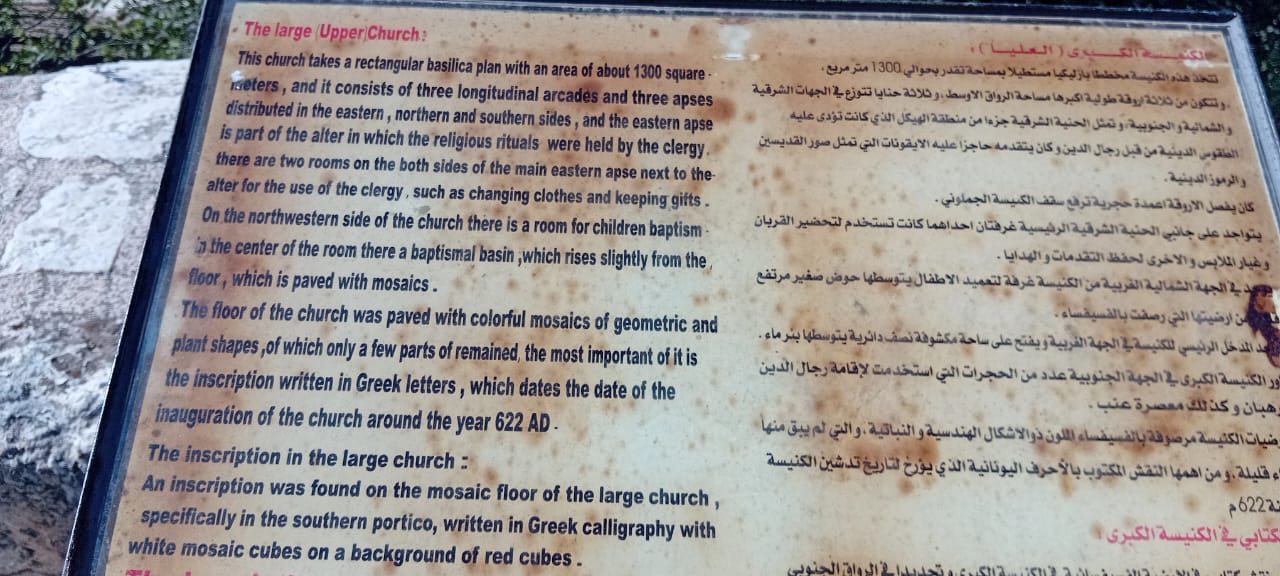 The large (Upper)Church :
This church takes a rectangular basilica plan with an area of about 1300 square -
meters , and it consists of three longitudinal arcades and three apses
distributed in the eastern , northern and southern sides , and the eastern apse
is part of the alter in which the religious rituals were held by the clergy .
there are two rooms on the both sides of the main eastern apse next to the-
alter for the use of the clergy , such as changing clothes and keeping gifts .
On the northwestern side of the church there is a room for children baptism -
in the center of the room there a baptismal basin ,which rises slightly from the ,
floor , which is paved with mosaics .
The floor of the church was paved with colorful mosaics of geometric and
plant shapes ,of which only a few parts of remained, the most important of it is
the inscription written in Greek letters , which dates the date of the
inauguration of the church around the year 622 AD -
The inscription in the large church :
An inscription was found on the mosaic floor of the large church ,
specifically in the southern portico, written in Greek calligraphy with
white mosaic cubes on a background of red cubes .
الكنيسة الكبرى ( العليا ) :
تتخذ هذه الكنيسة مخططا بازليكيا مستطيلا بمساحة تقدر بحوالي 1300 متر مربع ،
و تتكون من ثلاثة اروقة طولية اكبرها مساحة الرواق الاوسط ، و ثلاثة حنايا تتوزع في الجهات الشرقية
و الشمالية و الجنوبية ، و تمثل الحنية الشرقية جزءا من منطقة الهيكل الذي كانت تؤدى عليه
الطقوس الدينية من قبل رجال الدين و كان يتقدمه حاجزا عليه الايقونات التي تمثل صور القديسين
و الرموز الدينية .
كان يفصل الاروقة اعمدة حجرية ترفع سقف الكنيسة الجملوني .
يتواجد على جانبي الحنية الشرقية الرئيسية غرفتان احداهما كانت تستخدم لتحضير القربان
و غيار الملابس و الاخرى لحفظ التقدمات و الهدايا .
في الجهة الشمالية الغربية من الكنيسة غرفة لتعميد الاطفال يتوسطها حوض صغير مرتفع
ارضيتها التي رصفت بالفسيفساء .
المدخل الرئيسي للكنيسة في الجهة الغربية و يفتح على ساحة مكشوفة نصف دائرية يتوسطها بئر ماء .
الكنيسة الكبرى في الجهة الجنوبية عدد من الحجرات التي استخدمت لإقامة رجال الدين
و كذلك معصرة عنب .
الكنيسة مرصوفة بالفسيفساء الملون ذو الاشكال الهندسية و النباتية ، و التي لم يبق منها
قليلة ، و من اهمها النقش المكتوب بالأحرف اليونانية الذي يؤرخ لتاريخ تدشين الكنيسة
622 م
في الكنيسة الكبرى :
الكنيسة الكبرى و تحديدا في الرواق الجنوبي